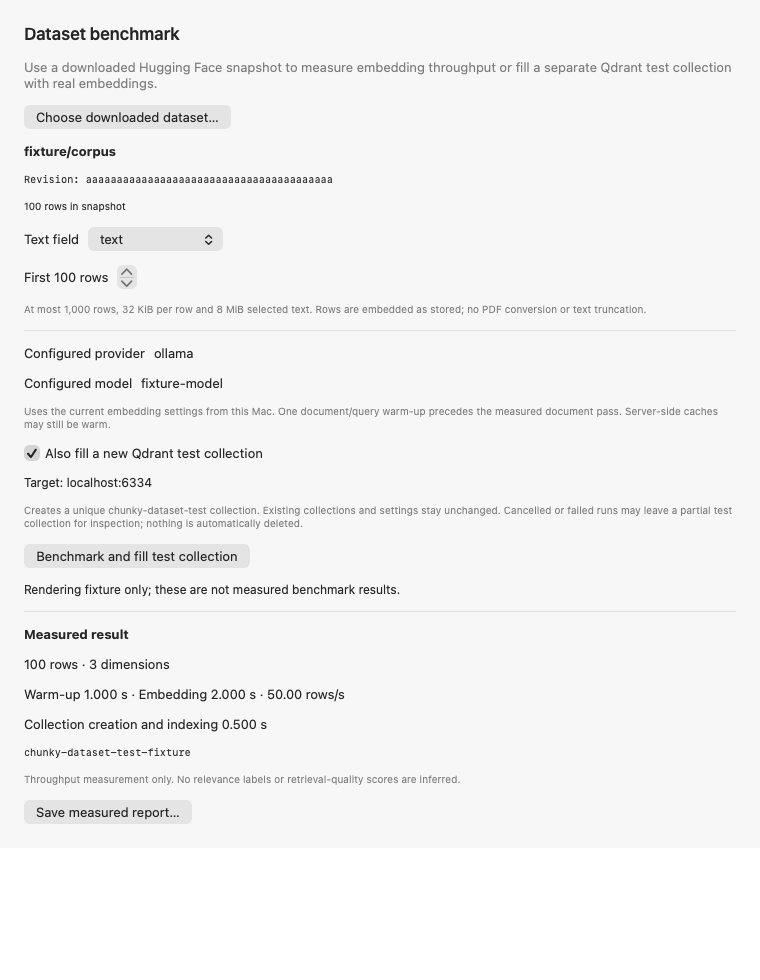 Dataset benchmark
Use a downloaded Hugging Face snapshot to measure embedding throughput or fill a separate Qdrant test collection
with real embeddings.
Choose downloaded dataset...
fixture/corpus
Revision: aaaaaaaaaaaaaaaaaaaaaaaaaaaaaaaaaaaaaaaa
100 rows in snapshot
Text field text
First 100 rows
At most 1,000 rows, 32 KiB per row and 8 MiB selected text. Rows are embedded as stored; no PDF conversion or text truncation.
Configured provider ollama
Configured model fixture-model
Uses the current embedding settings from this Mac. One document/query warm-up precedes the measured document pass. Server-side caches
may still be warm.
Also fill a new Qdrant test collection
Target: localhost:6334
Creates a unique chunky-dataset-test collection. Existing collections and settings stay unchanged. Cancelled or failed runs may leave a partial test
collection for inspection; nothing is automatically deleted.
Benchmark and fill test collection
Rendering fixture only; these are not measured benchmark results.
Measured result
100 rows · 3 dimensions
Warm-up 1.000 s · Embedding 2.000 s · 50.00 rows/s
Collection creation and indexing 0.500 s
chunky-dataset-test-fixture
Throughput measurement only. No relevance labels or retrieval-quality scores are inferred.
Save measured report...